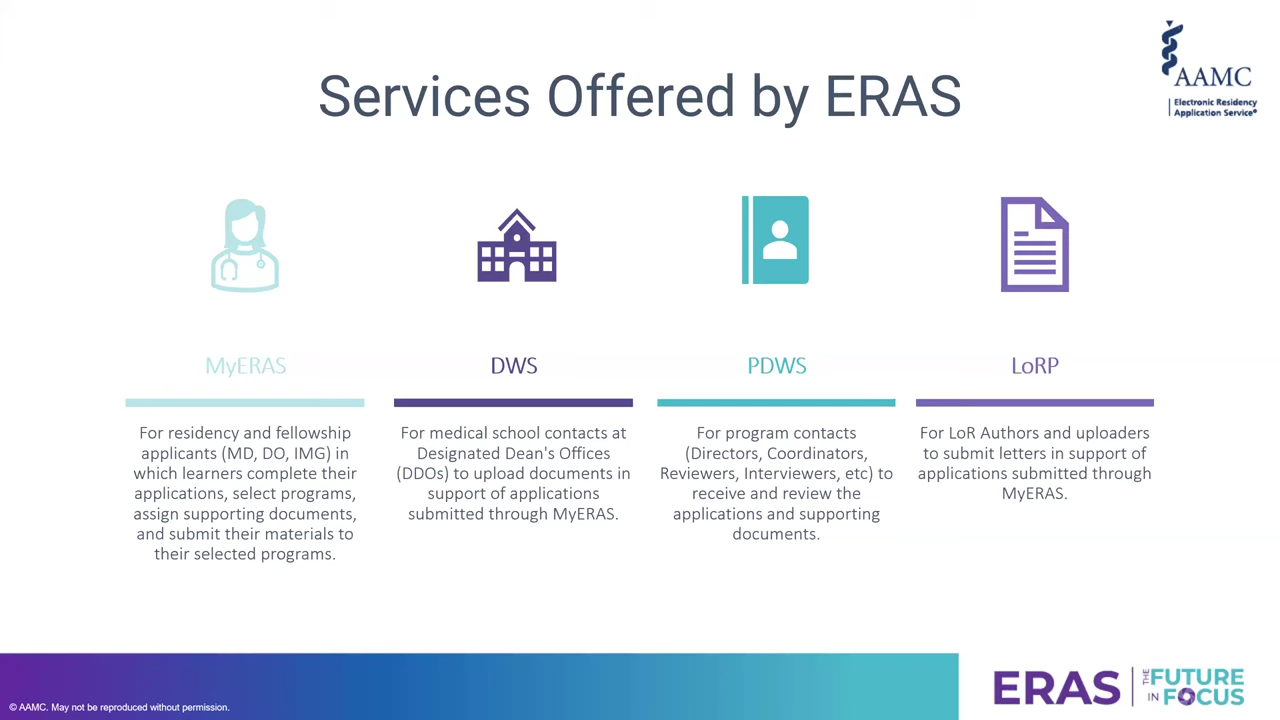 Services Offered by ERAS
AAMC
Electronic Residency
Application Service®
MyERAS
For residency and fellowship
applicants (MD, DO, IMG) in
which learners complete their
applications, select programs,
assign supporting documents,
and submit their materials to
their selected programs.
DWS
For medical school contacts at
Designated Dean's Offices
(DDOs) to upload documents in
support of applications
submitted through MyERAS.
PDWS
For program contacts
(Directors, Coordinators,
Reviewers, Interviewers, etc) to
receive and review the
applications and supporting
documents.
LoRP
For LoR Authors and uploaders
to submit letters in support of
applications submitted through
MyERAS.
© AAMC. May not be reproduced without permission.
ERAS
THE FUTURE
IN FOCUS